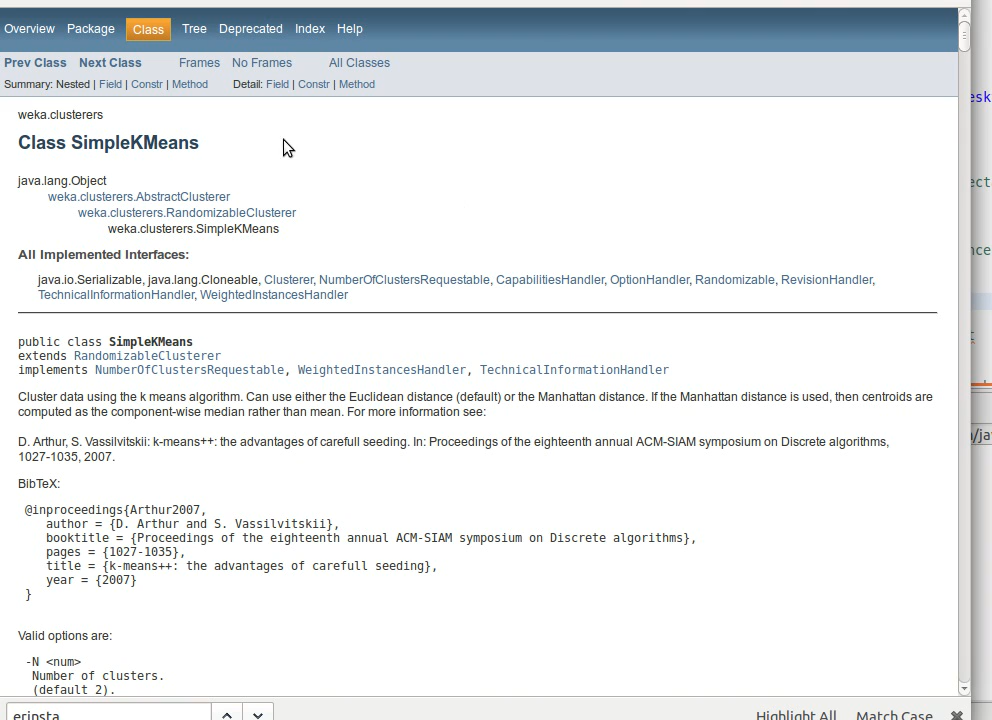 Overview Package Class Tree Deprecated Index Help
Prev Class Next Class Frames No Frames All Classes
Summary: Nested | Field | Constr | Method Detail: Field | Constr | Method
weka.clusterers
Class SimpleKMeans
java.lang.Object
weka.clusterers.AbstractClusterer
weka.clusterers.RandomizableClusterer
weka.clusterers.SimpleKMeans
All Implemented Interfaces:
java.io.Serializable, java.lang.Cloneable, Clusterer, NumberOfClustersRequestable, CapabilitiesHandler, OptionHandler, Randomizable, RevisionHandler,
TechnicalInformationHandler, WeightedInstancesHandler
public class SimpleKMeans
extends RandomizableClusterer
implements NumberOfClustersRequestable, WeightedInstancesHandler, TechnicalInformationHandler
Cluster data using the k means algorithm. Can use either the Euclidean distance (default) or the Manhattan distance. If the Manhattan distance is used, then centroids are
computed as the component-wise median rather than mean. For more information see:
D. Arthur, S. Vassilvitskii: k-means++: the advantages of carefull seeding. In: Proceedings of the eighteenth annual ACM-SIAM symposium on Discrete algorithms,
1027-1035, 2007.
BibTeX:
@inproceedings{Arthur2007,
author = {D. Arthur and S. Vassilvitskii},
booktitle = {Proceedings of the eighteenth annual ACM-SIAM symposium on Discrete algorithms},
pages = {1027-1035},
title = {k-means++: the advantages of carefull seeding},
year = {2007}
}
Valid options are:
-N <num>
Number of clusters.
(default 2).
erinsta Highlight All Match Case